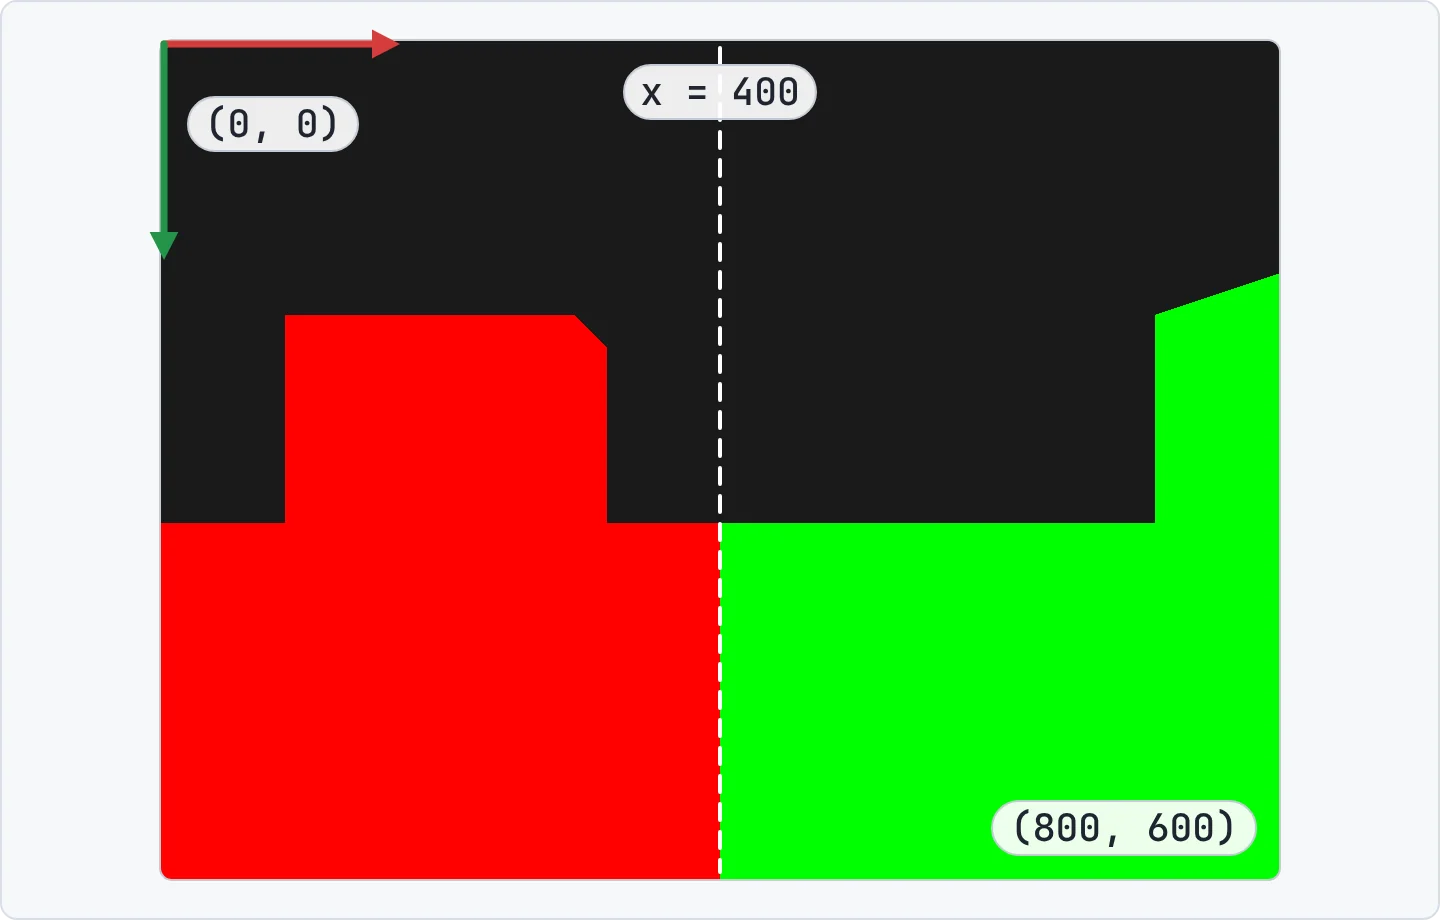 (0, 0)
x = 400
(800, 600)